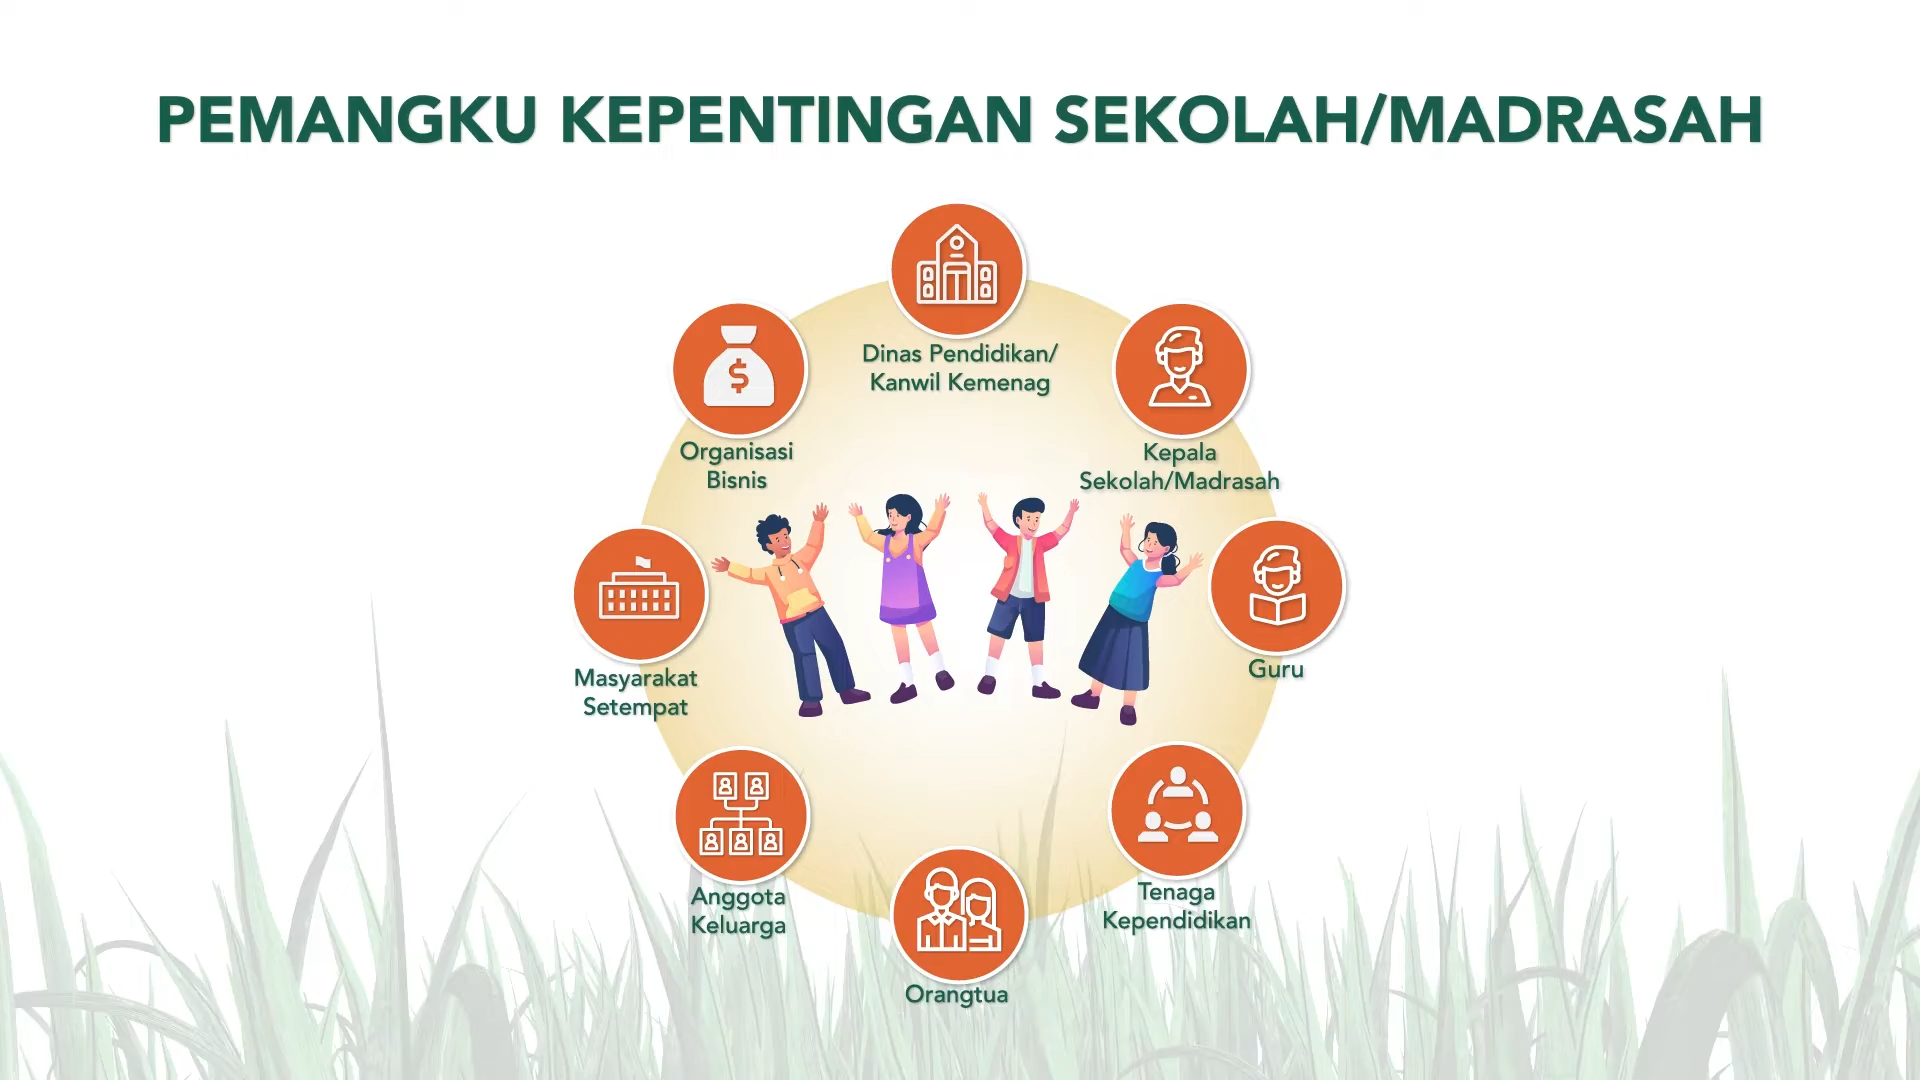 PEMANGKU KEPENTINGAN SEKOLAH/MADRASAH
Dinas Pendidikan/
Kanwil Kemenag
Kepala
Sekolah/Madrasah
Guru
Tenaga
Kependidikan
Orangtua
Anggota
Keluarga
Masyarakat
Setempat
Organisasi
Bisnis
$